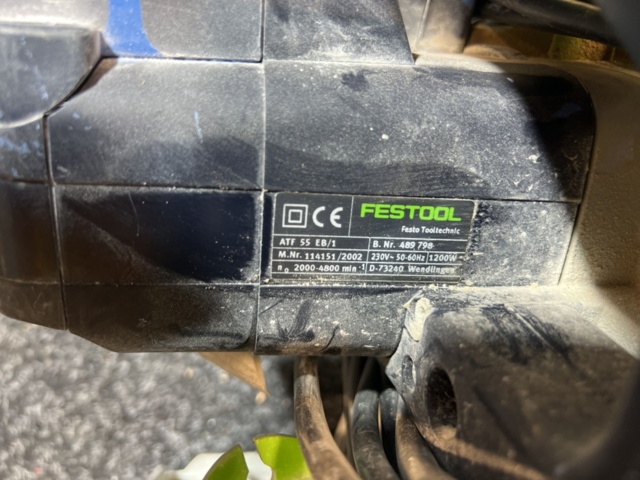 CE FESTOOL
Festo Tooltechnic
ATF 55 EB/1 B. Nr. 489 798
M.Nr. 114151/2002 230V~ 50-60Hz 1200W
n₀ 2000-4800 min⁻¹ D-73240 Wendlingen